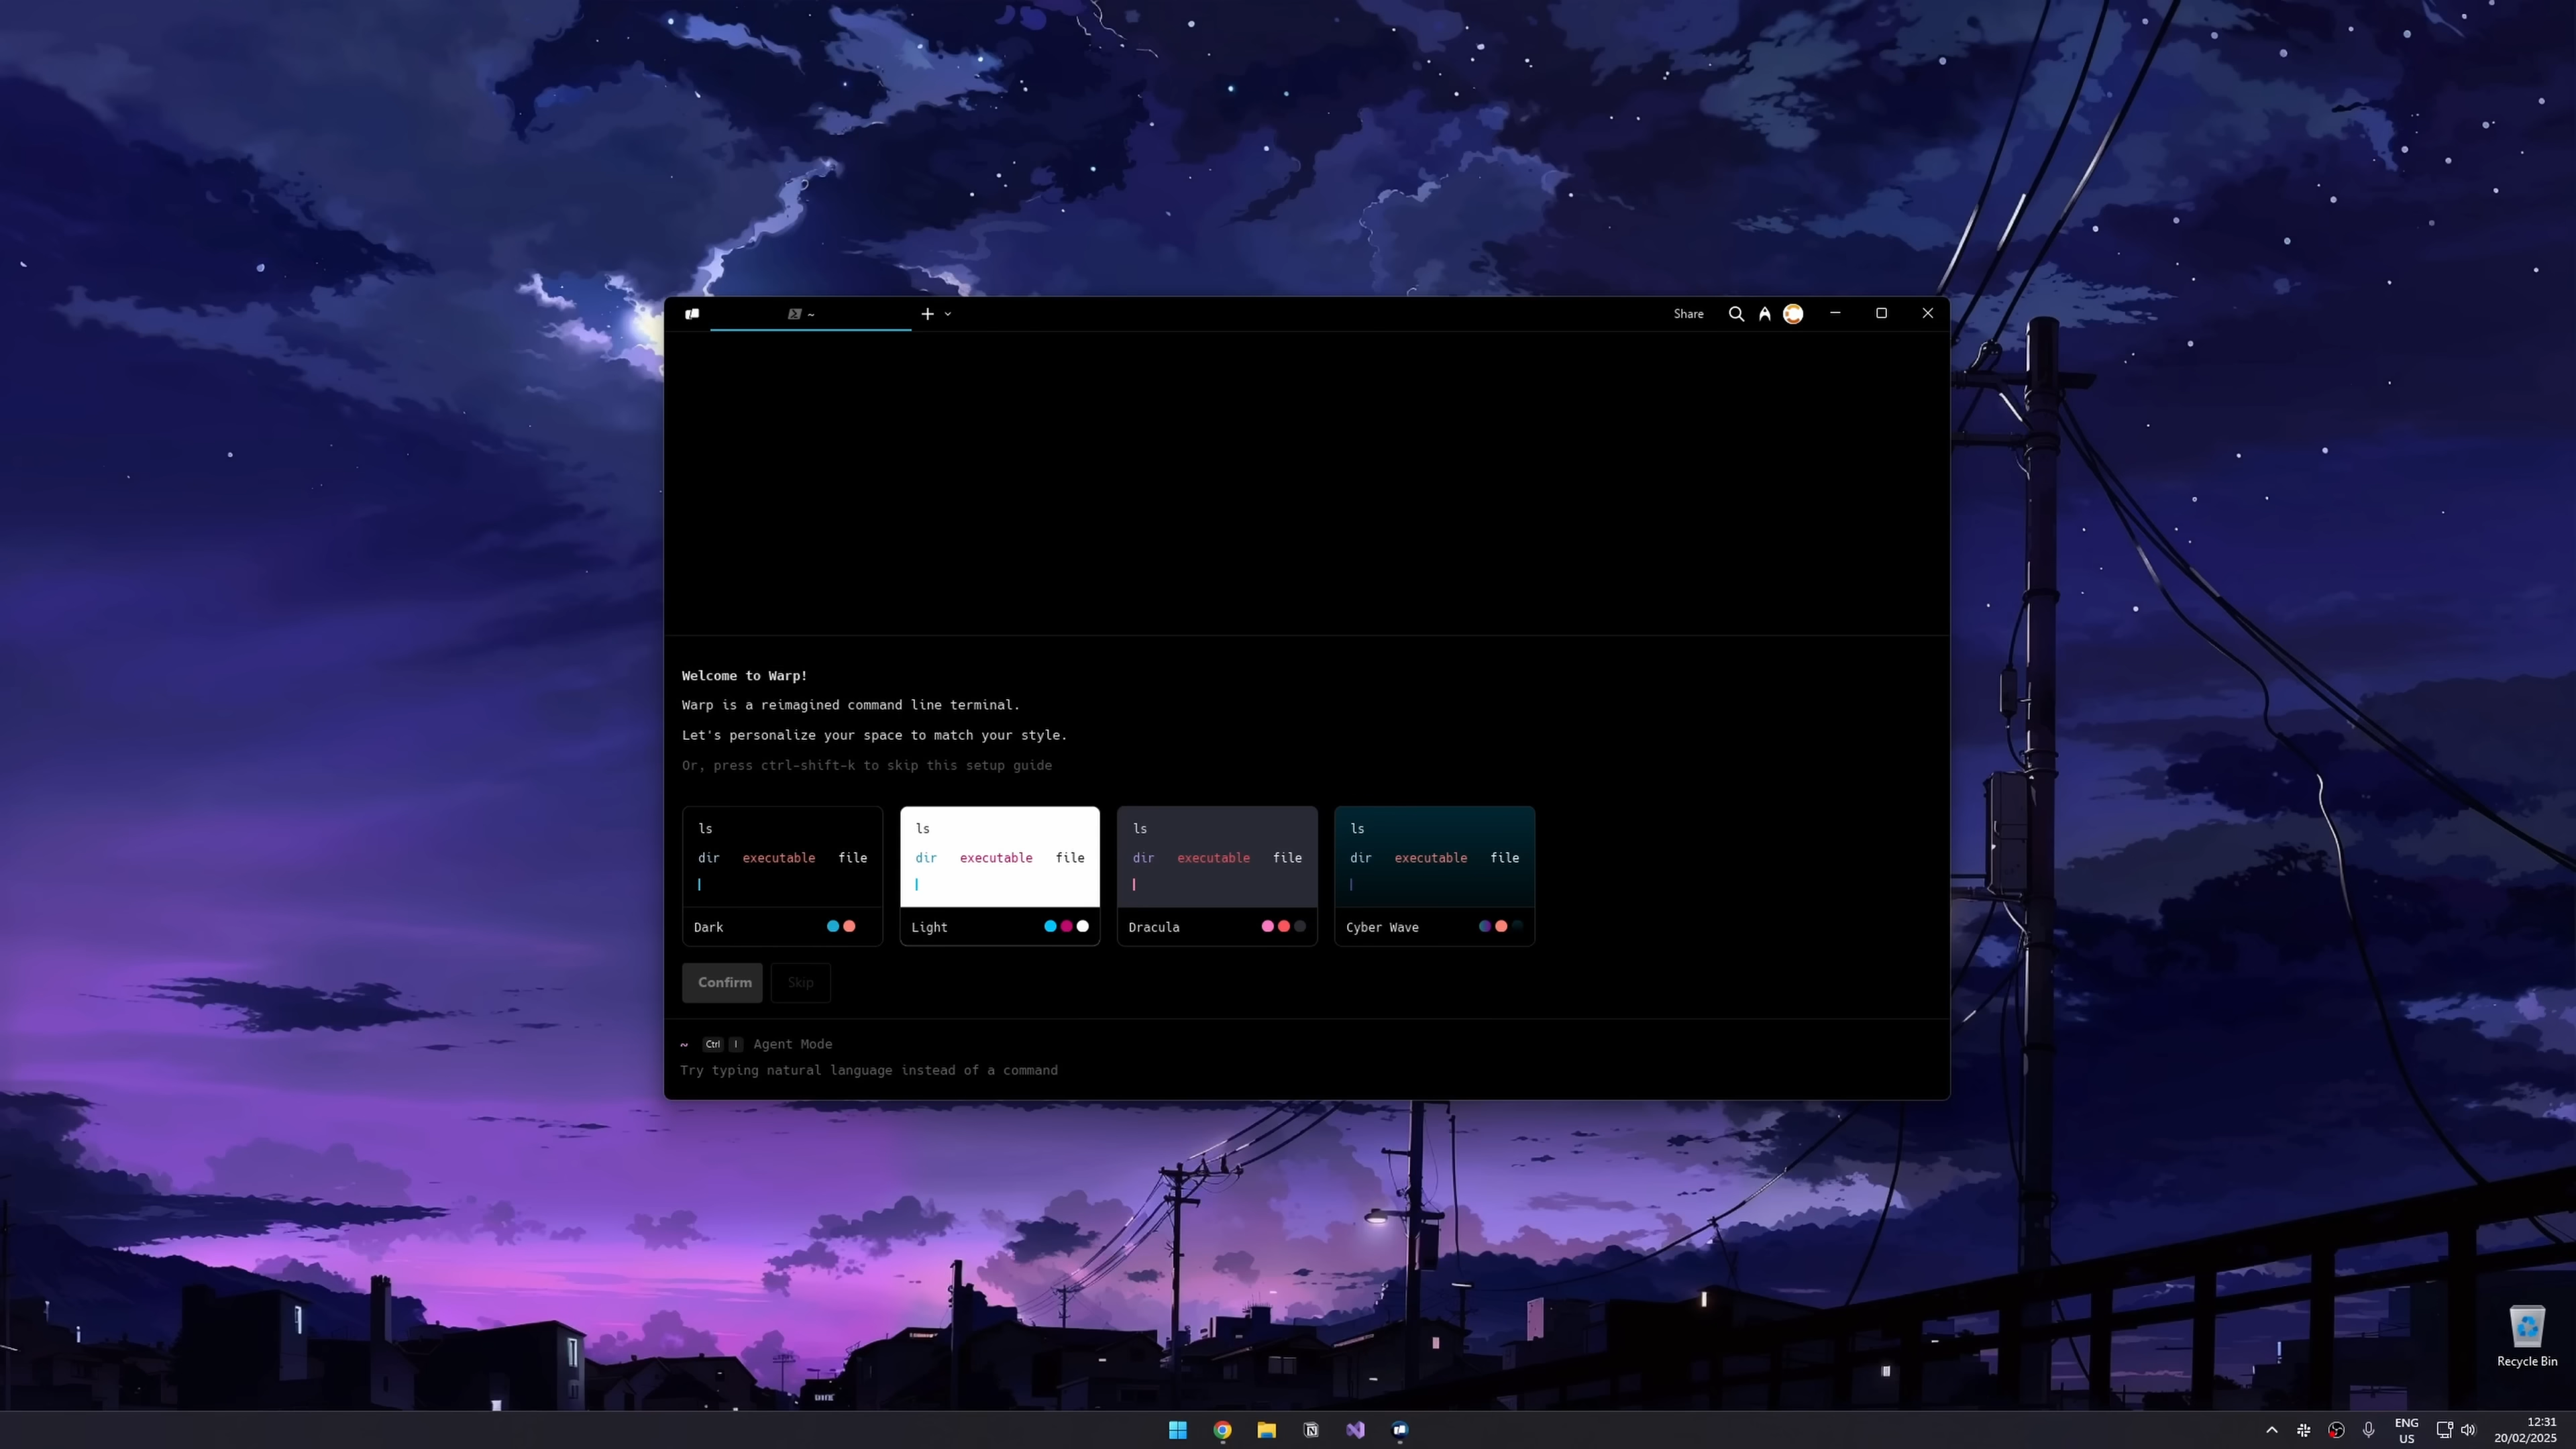 ~
Share
Welcome to Warp!
Warp is a reimagined command line terminal.
Let's personalize your space to match your style.
Or, press ctrl-shift-k to skip this setup guide
ls
dir executable file
Dark
ls
dir executable file
Light
ls
dir executable file
Dracula
ls
dir executable file
Cyber Wave
Confirm Skip
~ Ctrl I Agent Mode
Try typing natural language instead of a command
Recycle Bin
ENG
US
12:31
20/02/2025